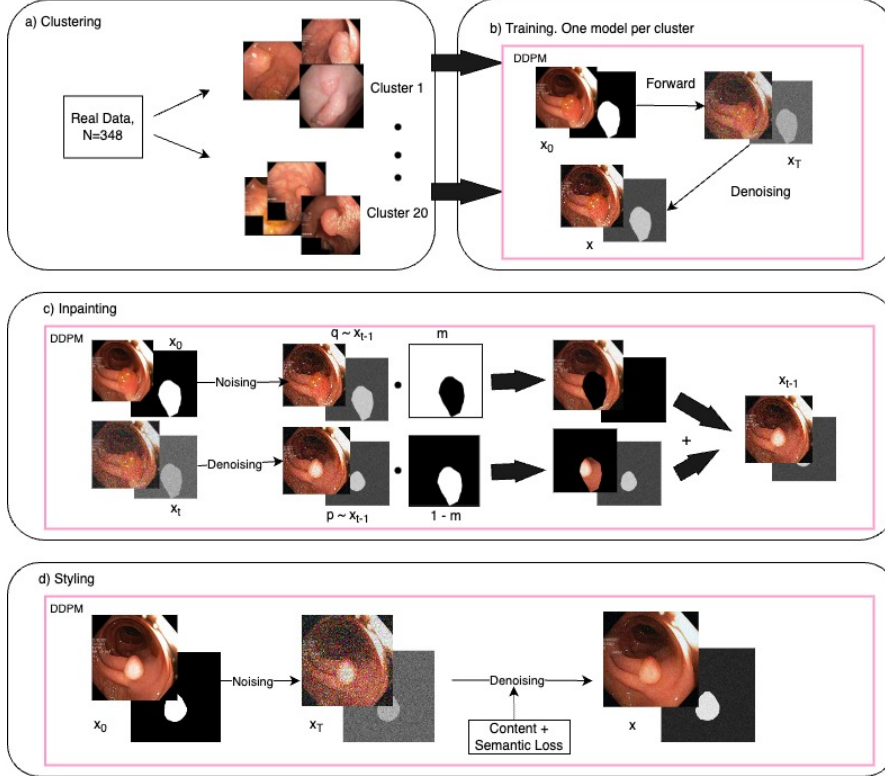 a) Clustering
Real Data,
N=348
Cluster 1
Cluster 20
b) Training. One model per cluster
DDPM
Forward
x0
xT
Denoising
x
c) Inpainting
DDPM
x0
q ~ xt-1
m
Noising
xt-1
+
Denoising
xt
p ~ xt-1
1 - m
d) Styling
DDPM
Noising
Denoising
x0
xT
Content +
Semantic Loss
x